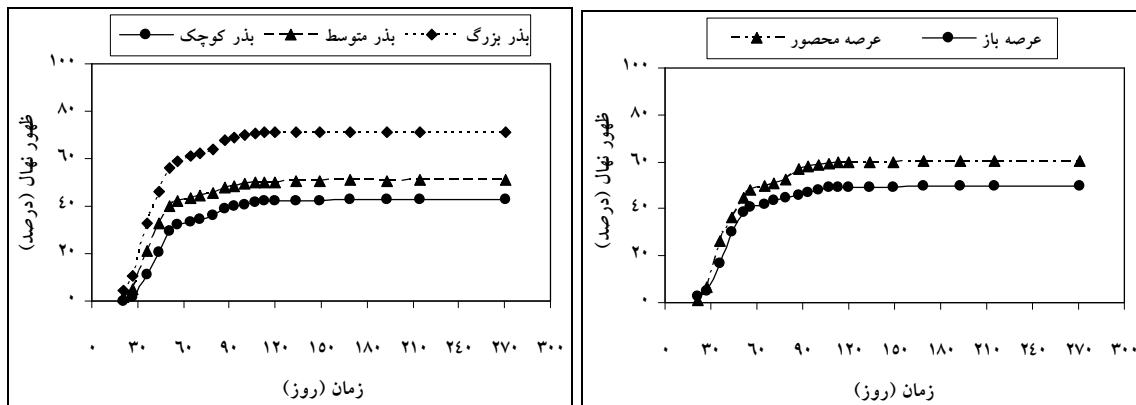 بذر کوچک بذر متوسط بذر بزرگ
ظهور نهال (درصد)
۱۰۰
۸۰
۶۰
۴۰
۲۰
۰
۰ ۳۰ ۶۰ ۹۰ ۱۲۰ ۱۵۰ ۱۸۰ ۲۱۰ ۲۴۰ ۲۷۰ ۳۰۰
زمان (روز)
عرصه محصور عرصه باز
ظهور نهال (درصد)
۱۰۰
۸۰
۶۰
۴۰
۲۰
۰
۰ ۳۰ ۶۰ ۹۰ ۱۲۰ ۱۵۰ ۱۸۰ ۲۱۰ ۲۴۰ ۲۷۰ ۳۰۰
زمان (روز)